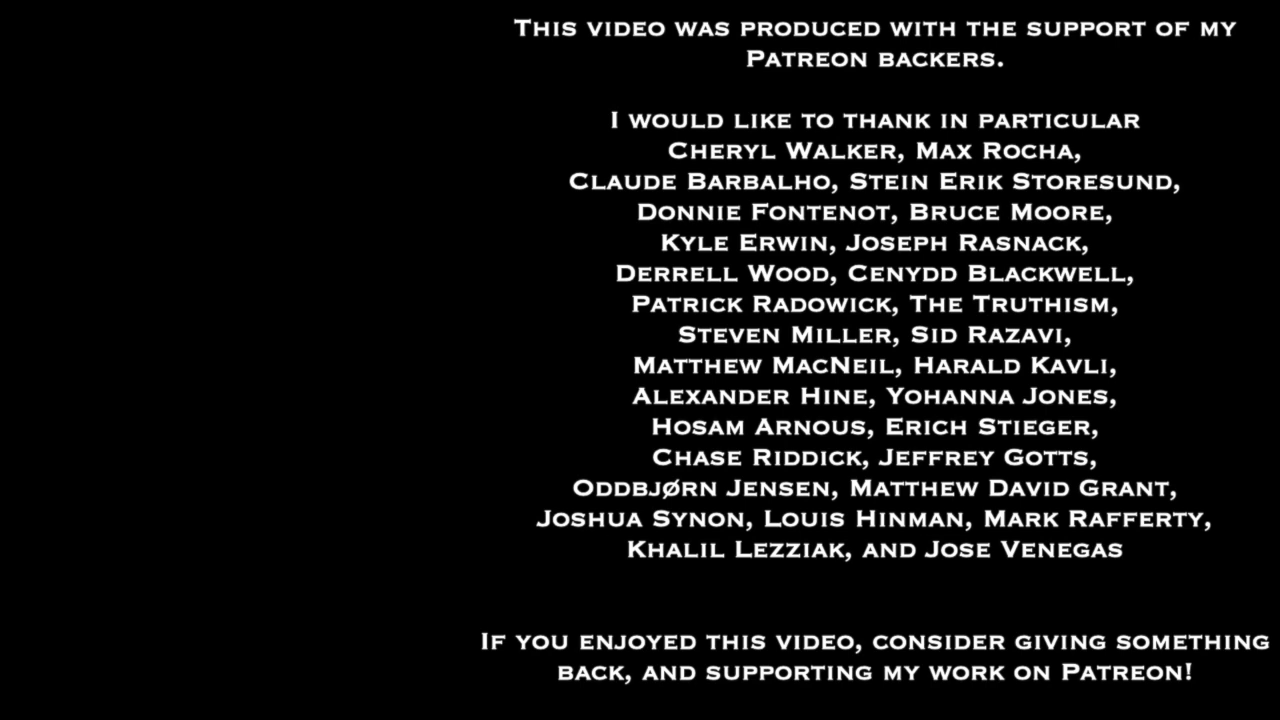 This video was produced with the support of my
Patreon backers.
I would like to thank in particular
Cheryl Walker, Max Rocha,
Claude Barbalho, Stein Erik Storesund,
Donnie Fontenot, Bruce Moore,
Kyle Erwin, Joseph Rasnack,
Derrell Wood, Cenydd Blackwell,
Patrick Radowick, The Truthism,
Steven Miller, Sid Razavi,
Matthew MacNeil, Harald Kavli,
Alexander Hine, Yohanna Jones,
Hosam Arnous, Erich Stieger,
Chase Riddick, Jeffrey Gotts,
Oddbjørn Jensen, Matthew David Grant,
Joshua Synon, Louis Hinman, Mark Rafferty,
Khalil Lezziak, and Jose Venegas
If you enjoyed this video, consider giving something
back, and supporting my work on Patreon!